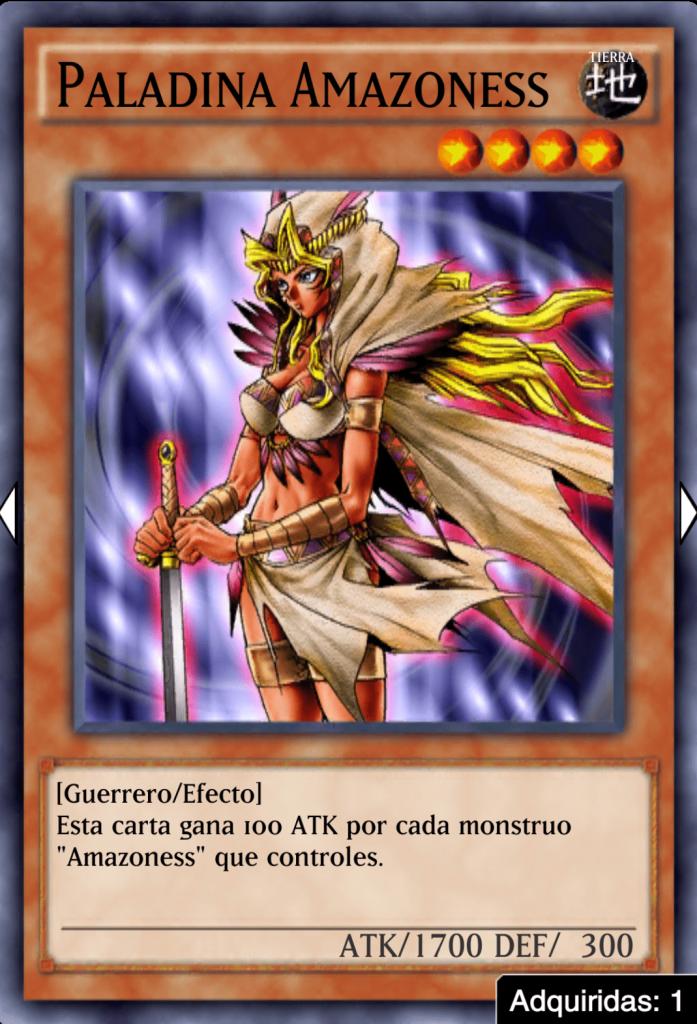 PALADINA AMAZONESS
TIERRA
地
[Guerrero/Efecto]
Esta carta gana 100 ATK por cada monstruo
"Amazoness" que controles.
ATK/1700 DEF/ 300
Adquiridas: 1